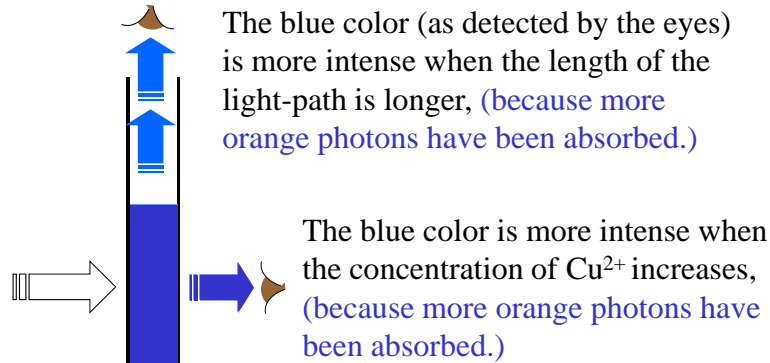 The blue color (as detected by the eyes)
is more intense when the length of the
light-path is longer, (because more
orange photons have been absorbed.)
The blue color is more intense when
the concentration of Cu²⁺ increases,
(because more orange photons have
been absorbed.)